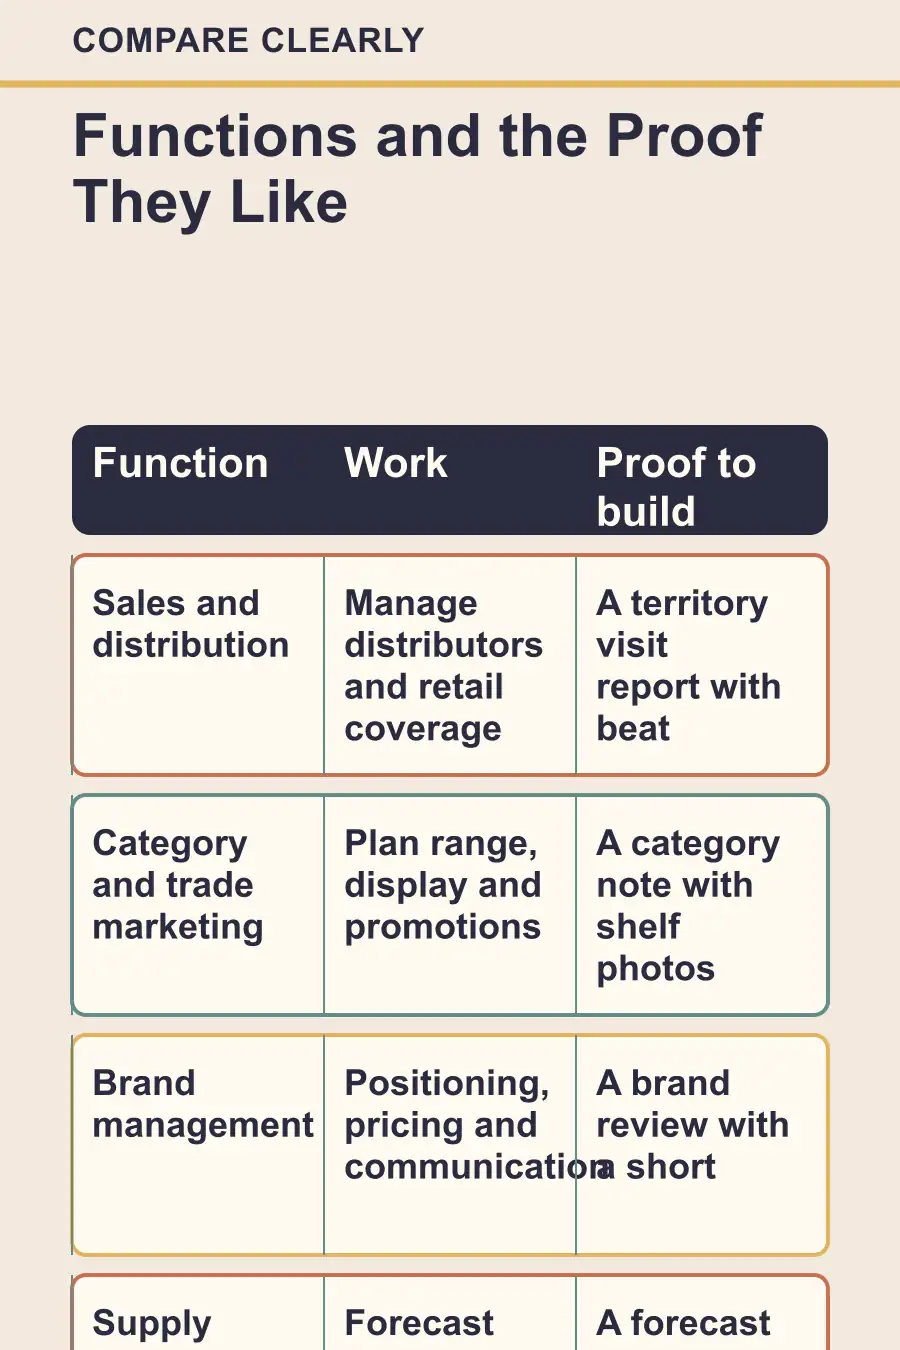 COMPARE CLEARLY
Functions and the Proof
They Like
Function
Work
Proof to
build
Sales and
distribution
Manage
distributors
and retail
coverage
A territory
visit
report with
beat
Category
and trade
marketing
Plan range,
display and
promotions
A category
note with
shelf
photos
Brand
management
Positioning,
pricing and
communication
A brand
review with
a short
Supply
Forecast
A forecast